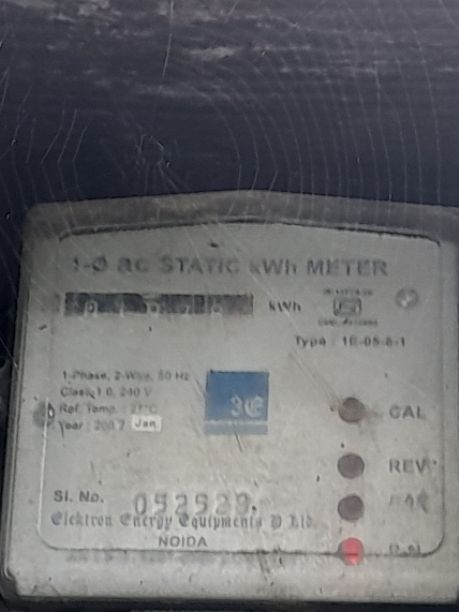 1-Ø ac STATIC kWh METER
kWh
Type : 1E-05-6-1
1-Phase, 2-Wire, 50 Hz
Class 1.0, 240 V
Ref. Temp. : 27°C
Year : 2007 Jan
3E
CAL
REV
Sl. No. 052929
Elektron Energy Equipments P Ltd.
NOIDA